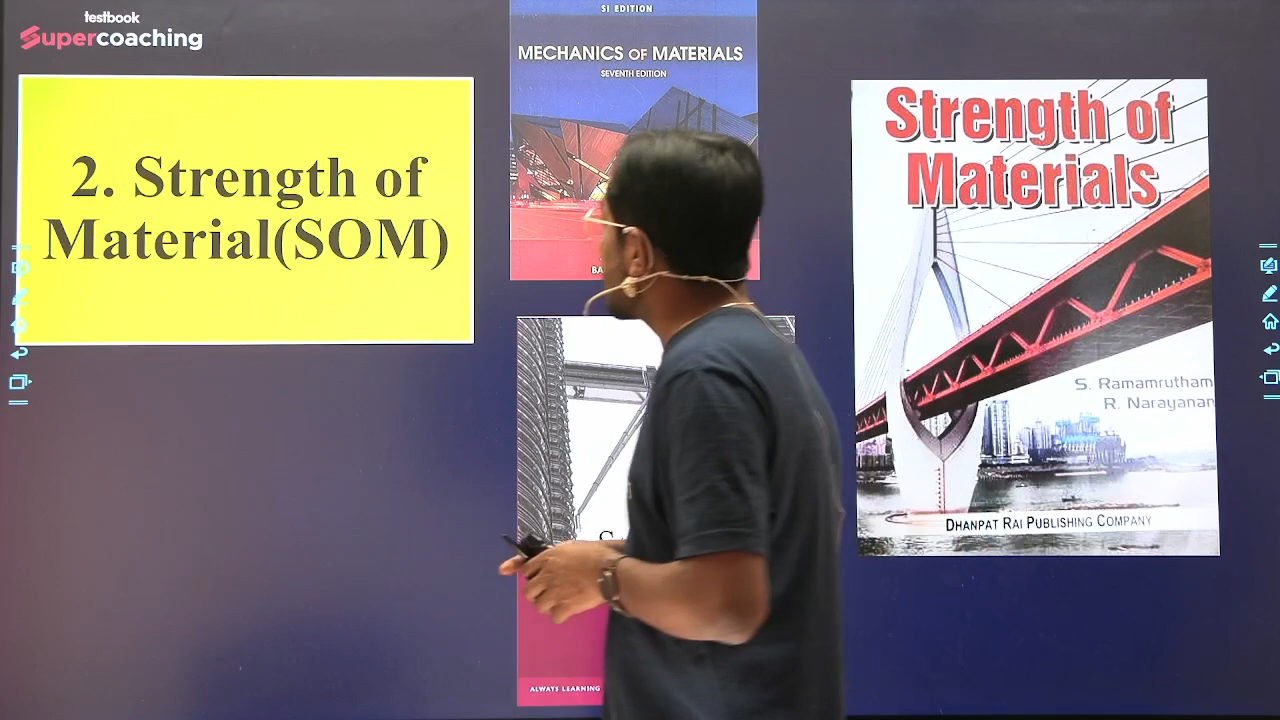 testbook
Supercoaching
2. Strength of
Material(SOM)
SI EDITION
MECHANICS OF MATERIALS
SEVENTH EDITION
ALWAYS LEARNING
Strength of
Materials
S. Ramamrutham
R. Narayanan
DHANPAT RAI PUBLISHING COMPANY